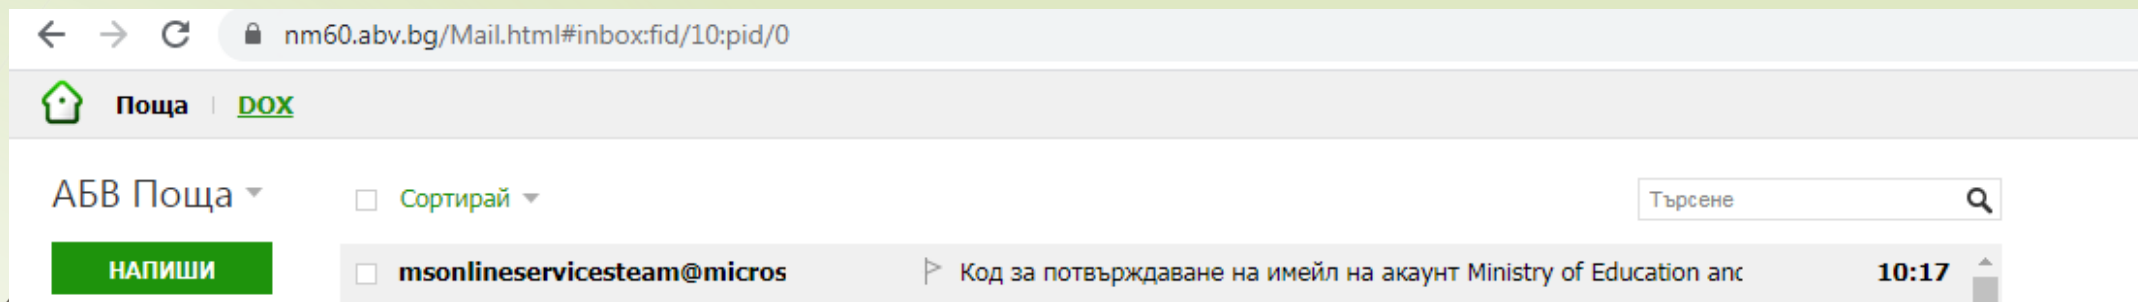 nm60.abv.bg/Mail.html#inbox:fid/10:pid/0
Поща DOX
АБВ Поща Сортирай Търсене
НАПИШИ msonlineservicesteam@micros Код за потвърждаване на имейл на акаунт Ministry of Education and 10:17